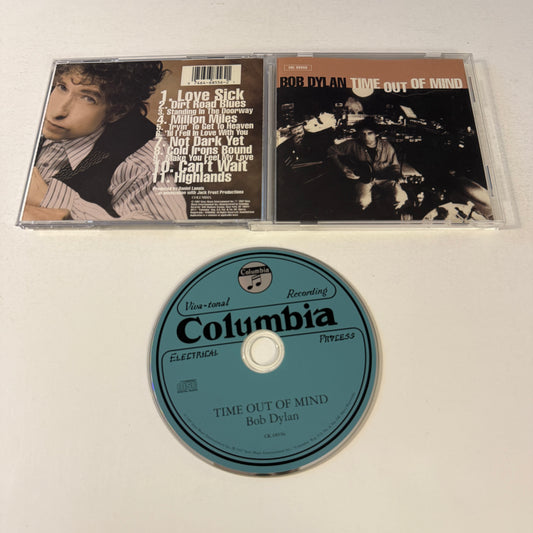 1. Love Sick
2. Dirt Road Blues
3. Standing In The Doorway
4. Million Miles
5. Tryin' To Get To Heaven
6. 'Til I Fell In Love With You
7. Not Dark Yet
8. Cold Irons Bound
9. Make You Feel My Love
10. Can't Wait
11. Highlands
Produced by Daniel Lanois
in association with Jack Frost Productions
BOB DYLAN TIME OUT OF MIND
Columbia
Viva-tonal Recording
Columbia
ELECTRICAL PROCESS
TIME OUT OF MIND
Bob Dylan